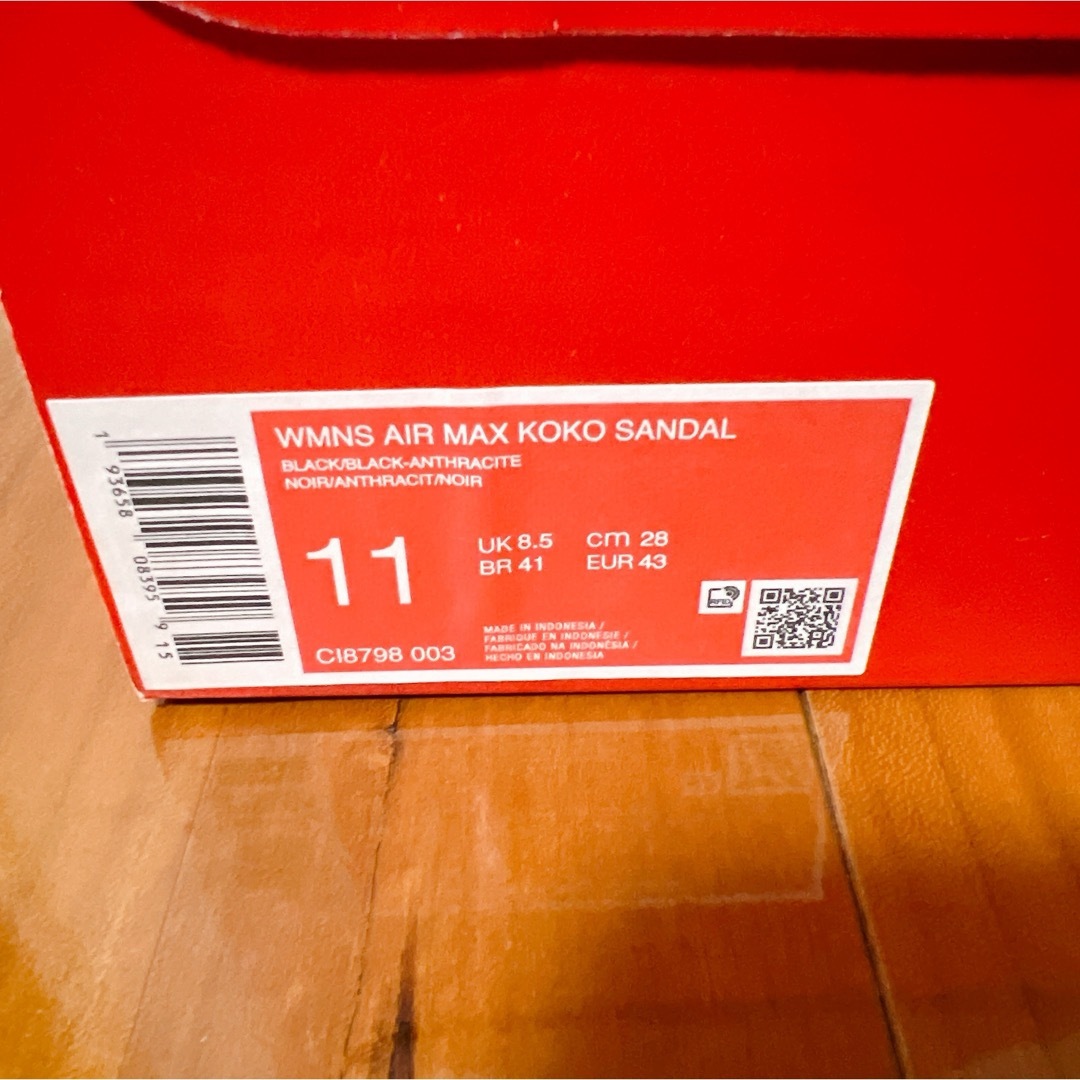 WMNS AIR MAX KOKO SANDAL
BLACK/BLACK-ANTHRACITE
NOIR/ANTHRACIT/NOIR
11
UK 8.5 cm 28
BR 41 EUR 43
MADE IN INDONESIA /
FABRIQUE EN INDONESIE /
FABRICADO NA INDONÉSIA /
HECHO EN INDONESIA
CI8798 003
RFID
1 93658 08395 9 15